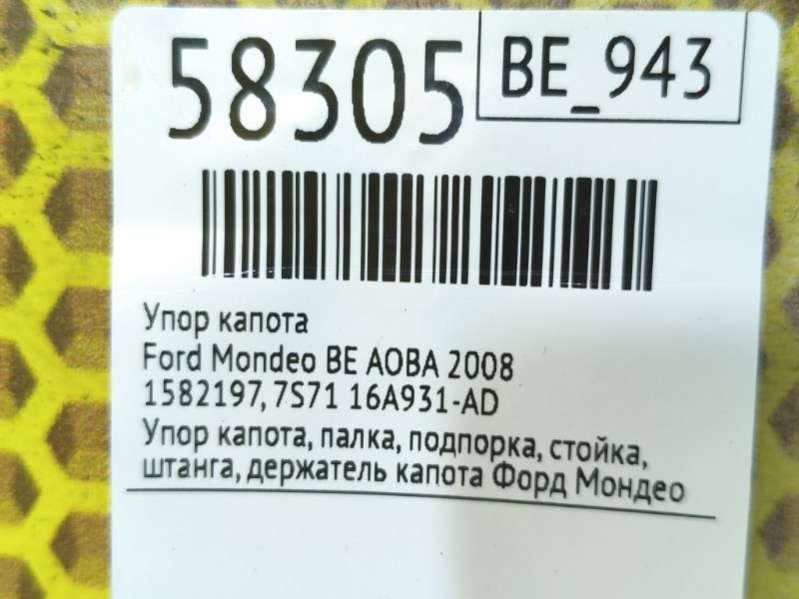 58305
BE_943
Упор капота
Ford Mondeo BE AOBA 2008
1582197, 7S71 16A931-AD
Упор капота, палка, подпорка, стойка,
штанга, держатель капота Форд Мондео